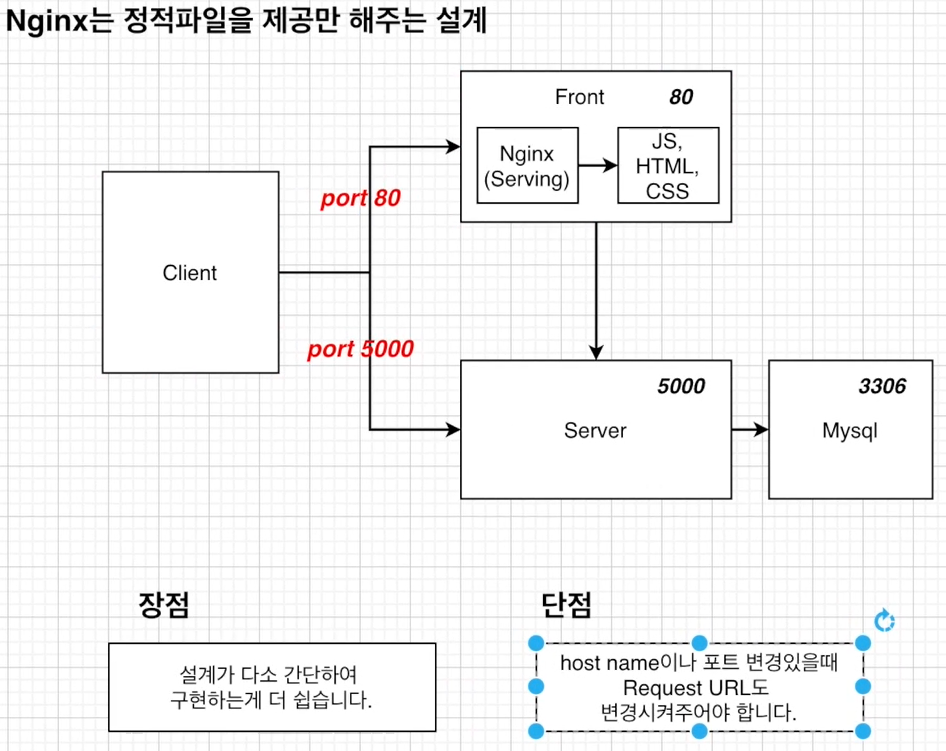 Nginx는 정적파일을 제공만 해주는 설계
Front
80
Nginx
(Serving)
JS,
HTML,
CSS
port 80
Client
port 5000
5000
Server
3306
Mysql
장점
설계가 다소 간단하여
구현하는게 더 쉽습니다.
단점
host name이나 포트 변경있을때
Request URL도
변경시켜주어야 합니다.